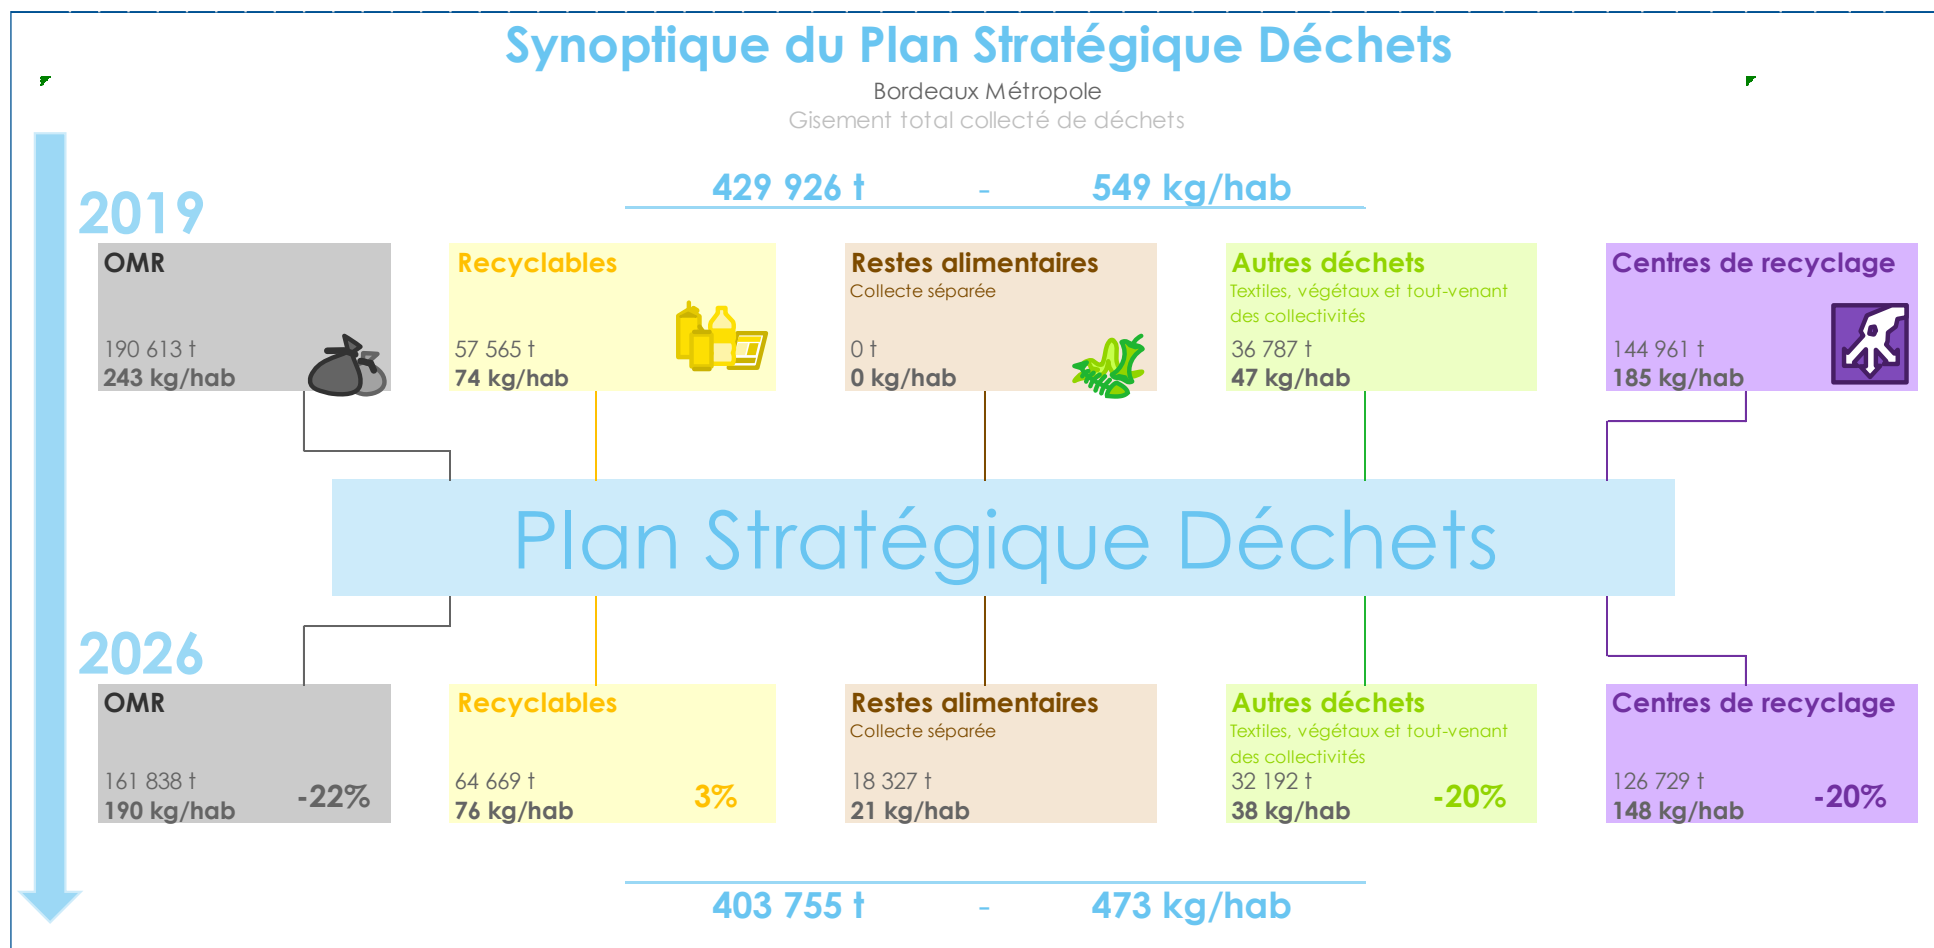 Synoptique du Plan Stratégique Déchets
Bordeaux Métropole
Gisement total collecté de déchets
429 926 t - 549 kg/hab
2019
OMR
190 613 t
243 kg/hab
Recyclables
57 565 t
74 kg/hab
Restes alimentaires
Collecte séparée
0 t
0 kg/hab
Autres déchets
Textiles, végétaux et tout-venant
des collectivités
36 787 t
47 kg/hab
Centres de recyclage
144 961 t
185 kg/hab
Plan Stratégique Déchets
2026
OMR
161 838 t
190 kg/hab
-22%
Recyclables
64 669 t
76 kg/hab
3%
Restes alimentaires
Collecte séparée
18 327 t
21 kg/hab
Autres déchets
Textiles, végétaux et tout-venant
des collectivités
32 192 t
38 kg/hab
-20%
Centres de recyclage
126 729 t
148 kg/hab
-20%
403 755 t - 473 kg/hab